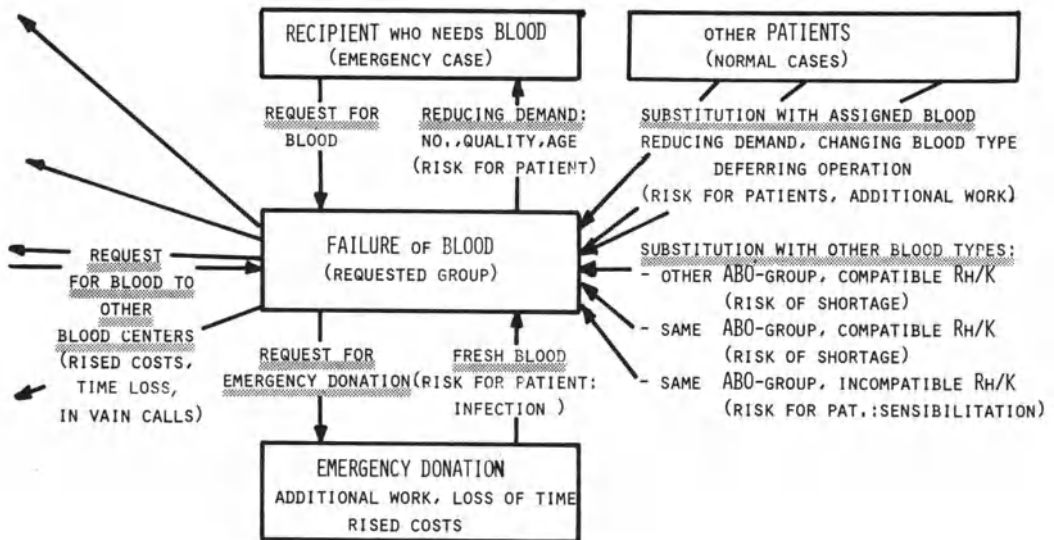 RECIPIENT WHO NEEDS BLOOD
(EMERGENCY CASE)
OTHER PATIENTS
(NORMAL CASES)
REQUEST FOR
BLOOD
REDUCING DEMAND:
NO.,QUALITY,AGE
(RISK FOR PATIENT)
SUBSTITUTION WITH ASSIGNED BLOOD
REDUCING DEMAND, CHANGING BLOOD TYPE
DEFERRING OPERATION
(RISK FOR PATIENTS, ADDITIONAL WORK)
FAILURE OF BLOOD
(REQUESTED GROUP)
REQUEST
FOR BLOOD TO
OTHER
BLOOD CENTERS
(RISED COSTS,
TIME LOSS,
IN VAIN CALLS)
SUBSTITUTION WITH OTHER BLOOD TYPES:
- OTHER ABO-GROUP, COMPATIBLE RH/K
(RISK OF SHORTAGE)
- SAME ABO-GROUP, COMPATIBLE RH/K
(RISK OF SHORTAGE)
- SAME ABO-GROUP, INCOMPATIBLE RH/K
(RISK FOR PAT.:SENSIBILITATION)
REQUEST FOR
EMERGENCY DONATION
FRESH BLOOD
(RISK FOR PATIENT:
INFECTION )
EMERGENCY DONATION
ADDITIONAL WORK, LOSS OF TIME
RISED COSTS